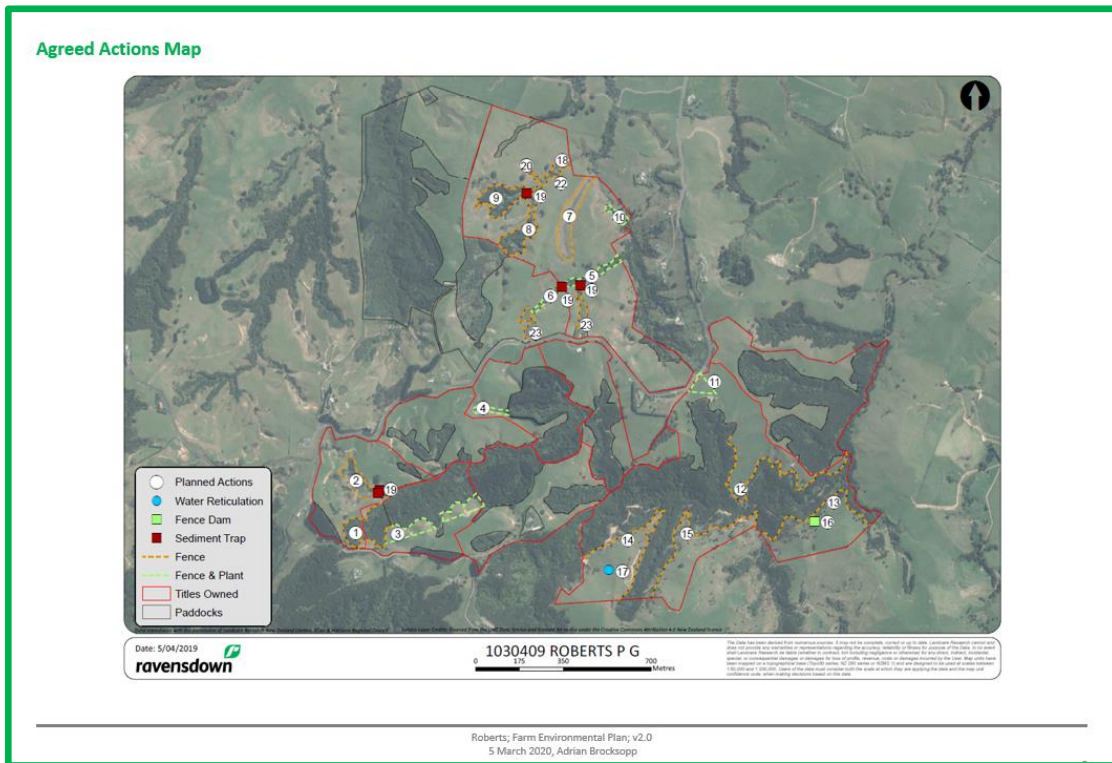 Agreed Actions Map
20
18
22
9
19
10
7
8
5
6
19
19
23
23
11
4
2
19
12
13
1
3
14
15
16
17
Planned Actions
Water Reticulation
Fence Dam
Sediment Trap
Fence
Fence & Plant
Titles Owned
Paddocks
Date: 5/04/2019
ravensdown
1030409 ROBERTS P G
0 175 350 700
Metres
Roberts; Farm Environmental Plan; v2.0
5 March 2020, Adrian Brocksopp